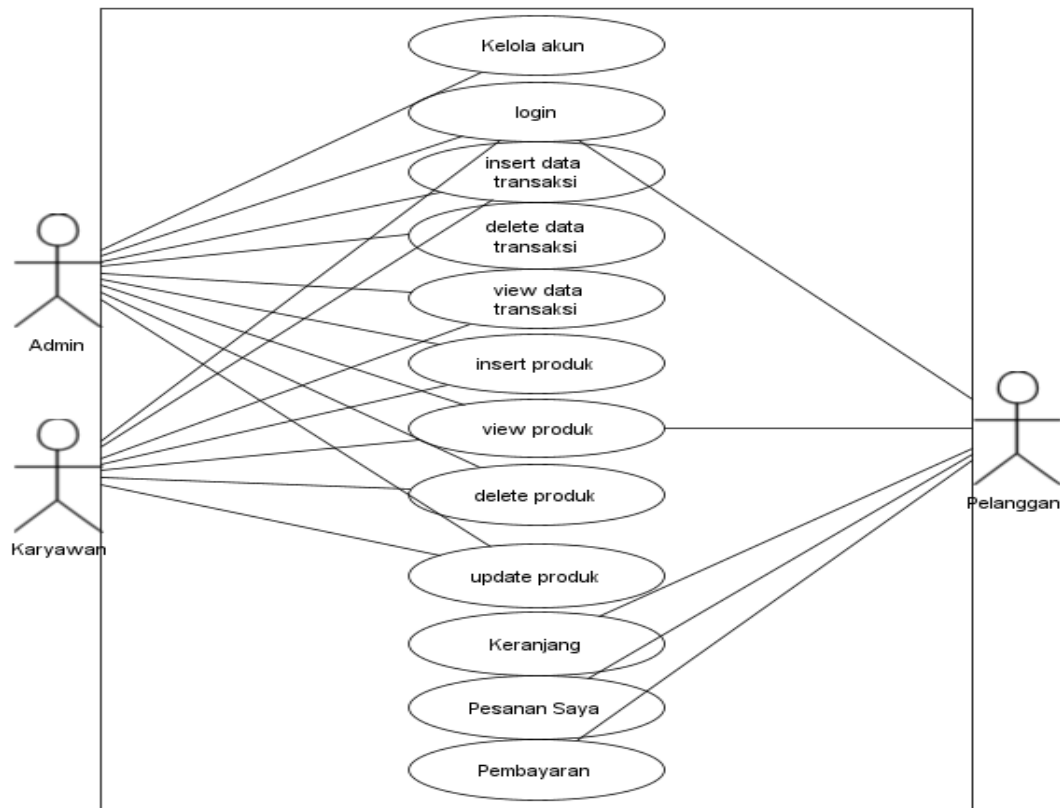 Kelola akun
login
insert data
transaksi
delete data
transaksi
view data
transaksi
Admin
insert produk
view produk
delete produk
Pelanggan
Karyawan
update produk
Keranjang
Pesanan Saya
Pembayaran